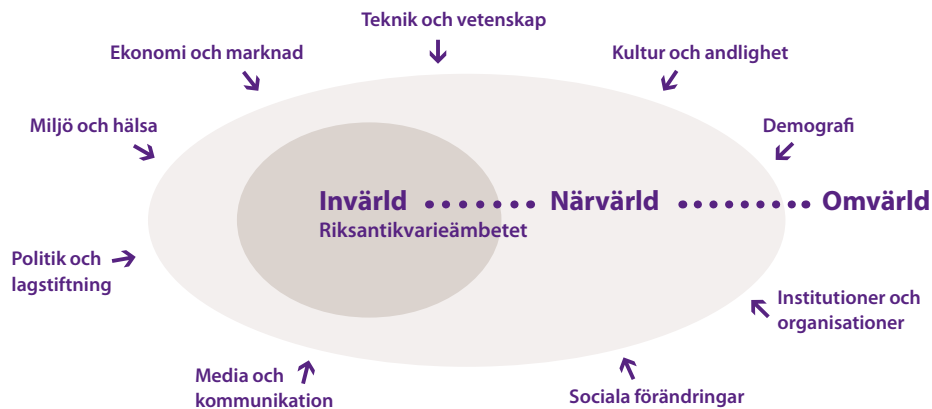 Teknik och vetenskap
Ekonomi och marknad
Kultur och andlighet
Miljö och hälsa
Demografi
Invärld
Närvärld
Omvärld
Riksantikvarieämbetet
Politik och
lagstiftning
Institutioner och
organisationer
Media och
kommunikation
Sociala förändringar